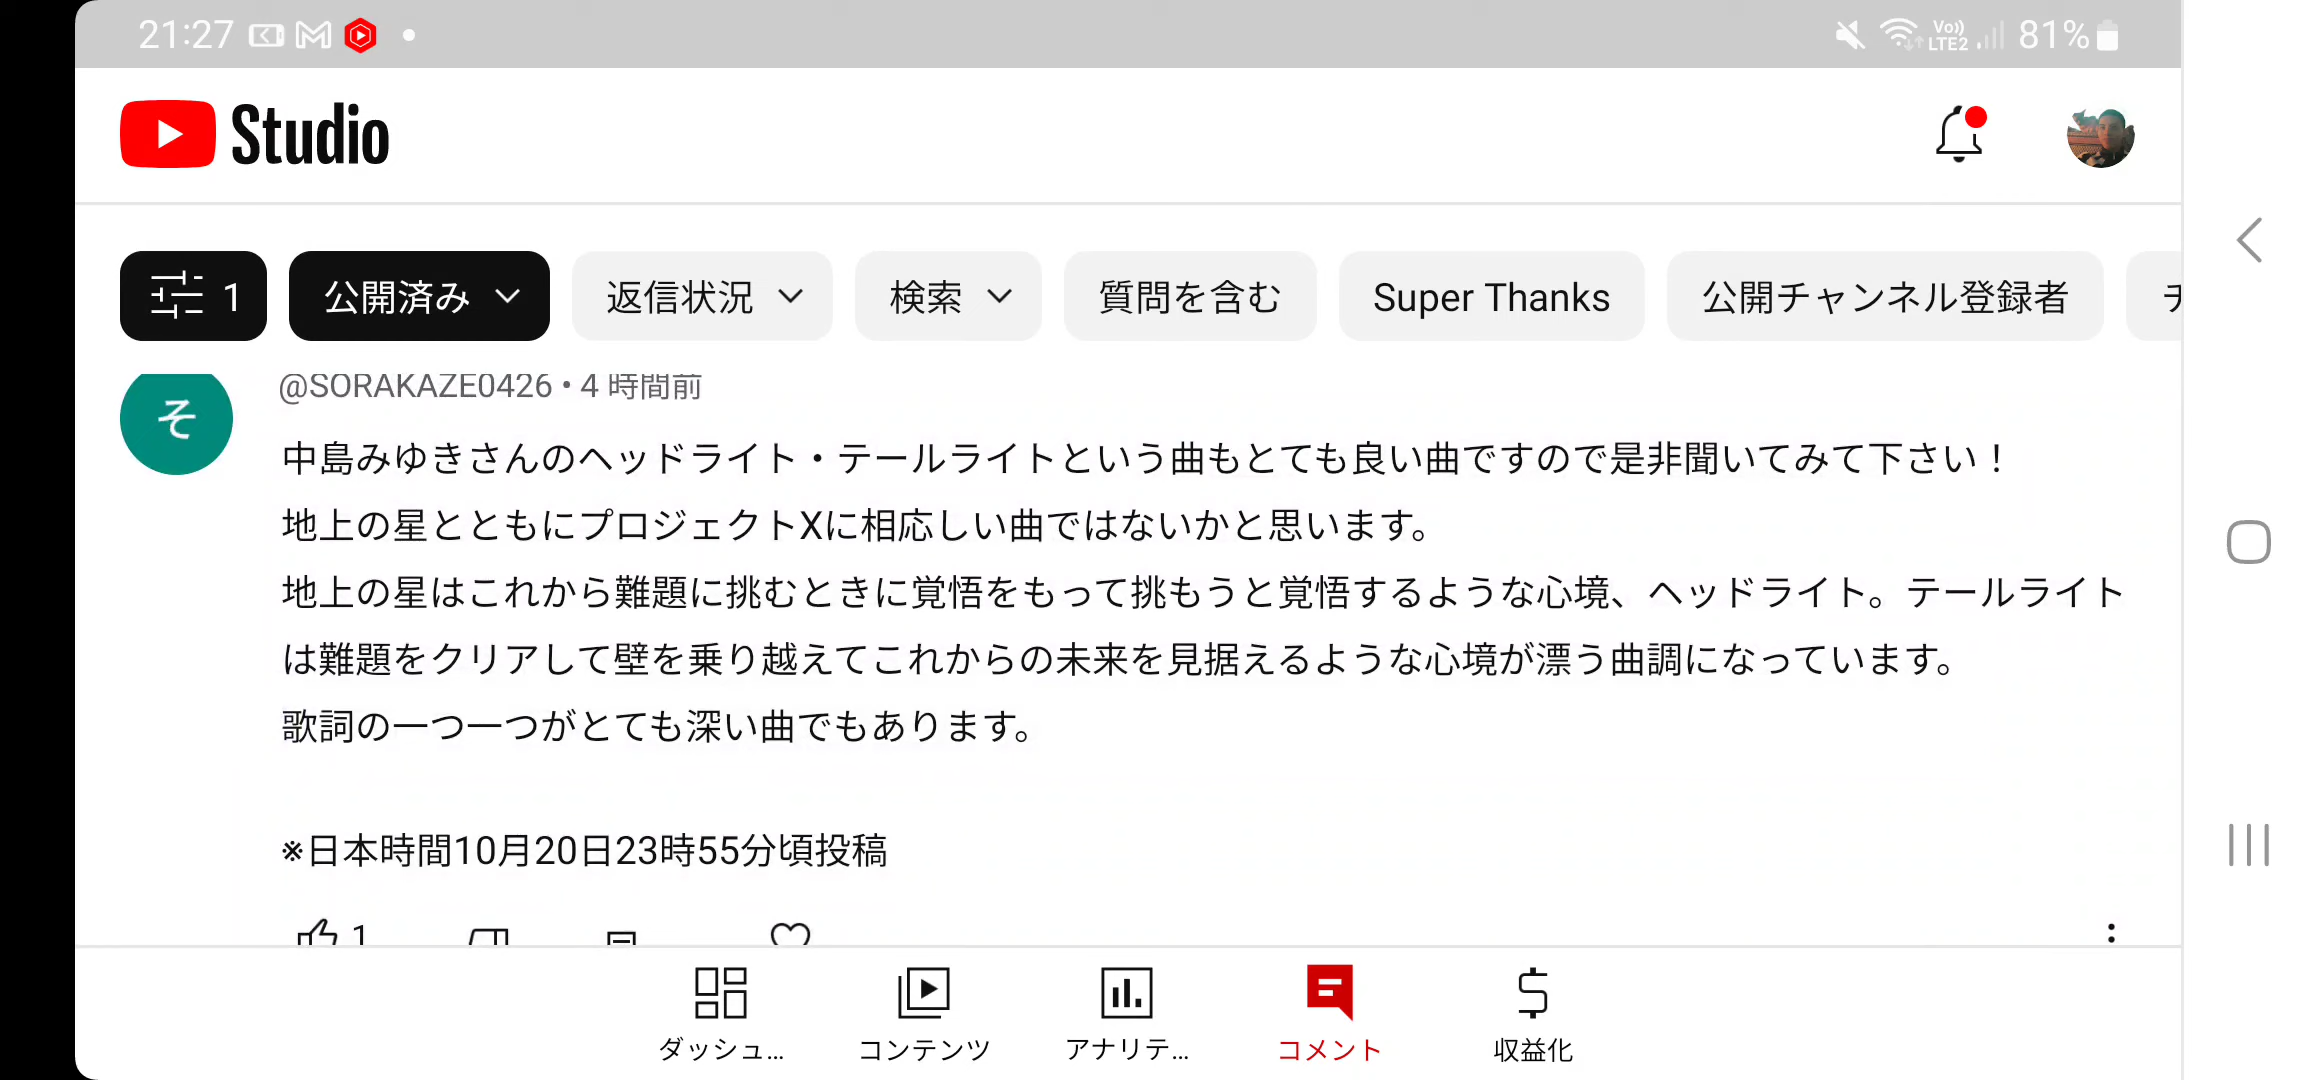 21:27
Vo))
LTE2
81%
Studio
1
公開済み
返信状況
検索
質問を含む
Super Thanks
公開チャンネル登録者
@SORAKAZE0426 • 4 時間前
そ
中島みゆきさんのヘッドライト・テールライトという曲もとても良い曲ですので是非聞いてみて下さい！
地上の星とともにプロジェクトXに相応しい曲ではないかと思います。
地上の星はこれから難題に挑むときに覚悟をもって挑もうと覚悟するような心境、ヘッドライト。テールライト
は難題をクリアして壁を乗り越えてこれからの未来を見据えるような心境が漂う曲調になっています。
歌詞の一つ一つがとても深い曲でもあります。
※日本時間10月20日23時55分頃投稿
1
ダッシュ...
コンテンツ
アナリテ...
コメント
収益化